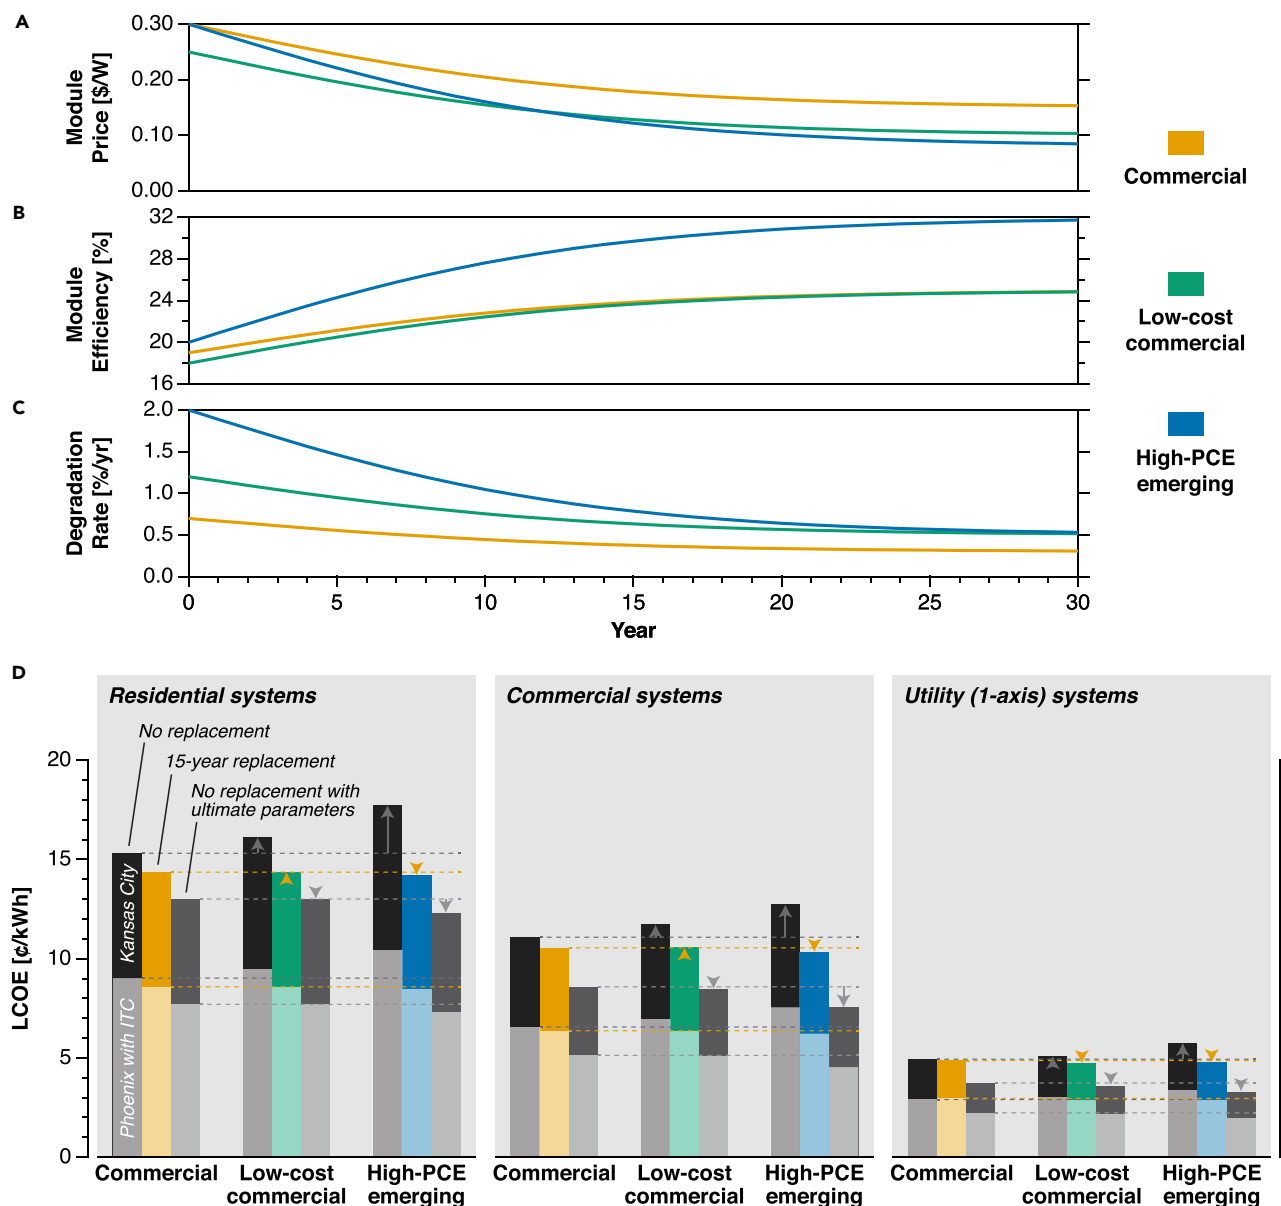 A
Module
Price [$/W]
0.30
0.20
0.10
0.00
B
Module
Efficiency [%]
32
28
24
20
16
C
Degradation
Rate [%/yr]
2.0
1.5
1.0
0.5
0.0
0
5
10
15
20
25
30
Year
Commercial
Low-cost
commercial
High-PCE
emerging
D
LCOE [¢/kWh]
20
15
10
5
0
Residential systems
No replacement
15-year replacement
No replacement with
ultimate parameters
Kansas City
Phoenix with ITC
Commercial
Low-cost
commercial
High-PCE
emerging
Commercial systems
Commercial
Low-cost
commercial
High-PCE
emerging
Utility (1-axis) systems
Commercial
Low-cost
commercial
High-PCE
emerging